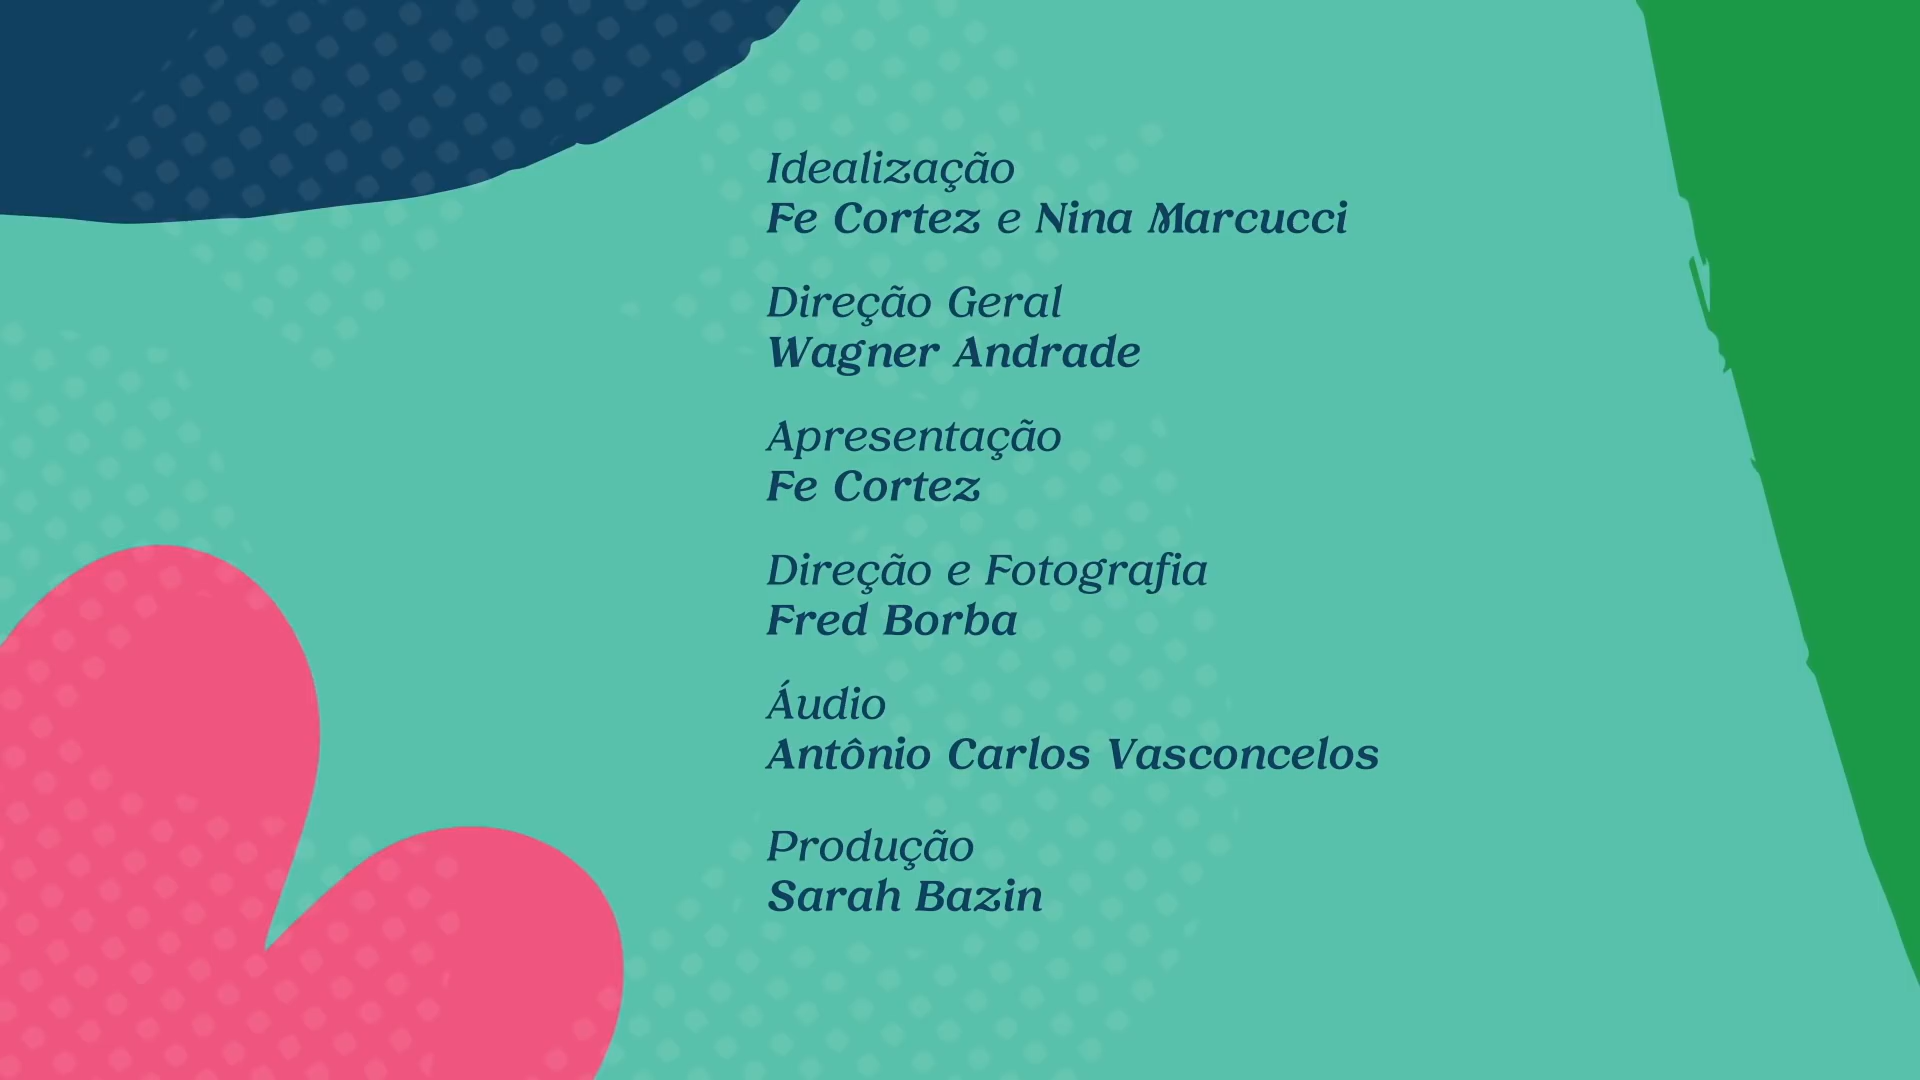 Idealização
Fe Cortez e Nina Marcucci
Direção Geral
Wagner Andrade
Apresentação
Fe Cortez
Direção e Fotografia
Fred Borba
Áudio
Antônio Carlos Vasconcelos
Produção
Sarah Bazin